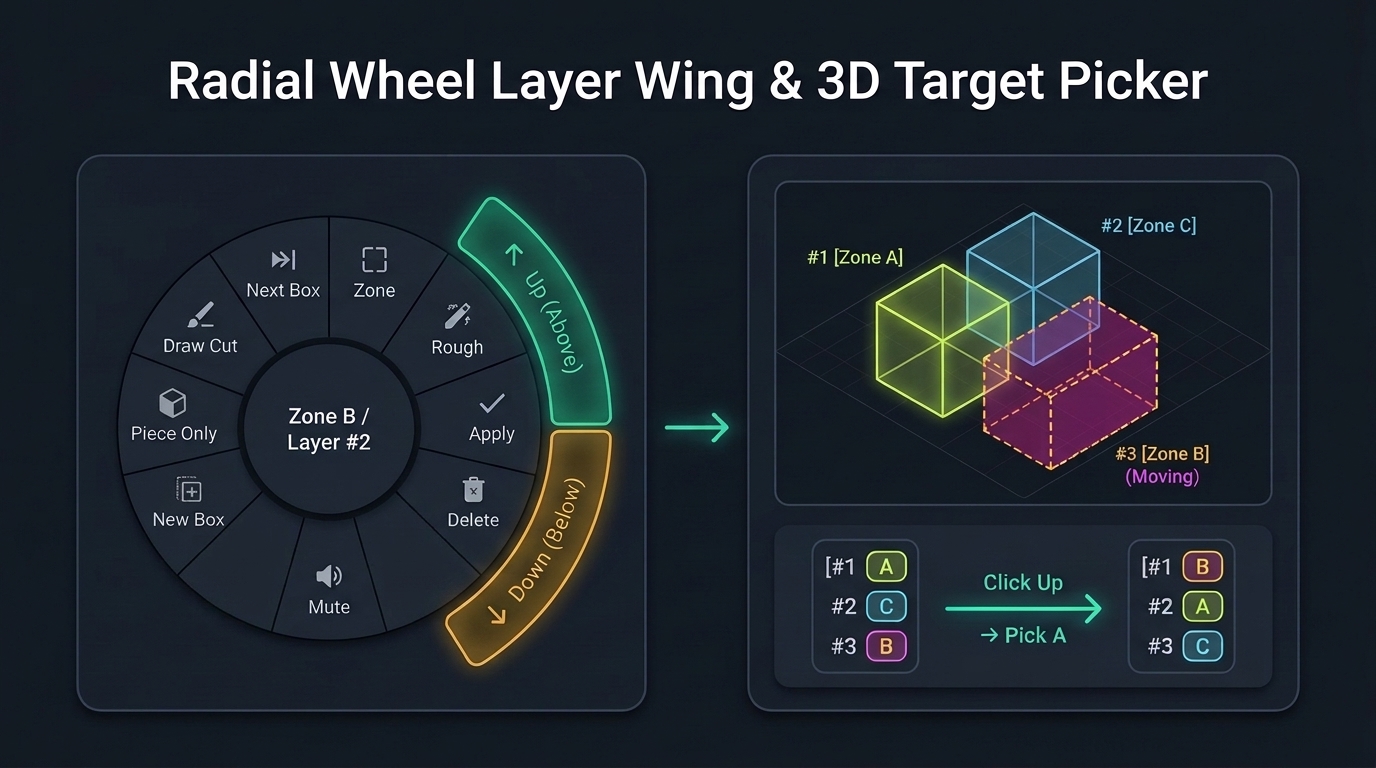 Radial Wheel Layer Wing & 3D Target Picker
Next Box
Zone
Draw Cut
Rough
Piece Only
Zone B /
Layer #2
Apply
New Box
Delete
Mute
↑ Up (Above)
↓ Down (Below)
#1 [Zone A]
#2 [Zone C]
#3 [Zone B]
(Moving)
[#1 A
#2 C
#3 B
Click Up
→ Pick A
[#1 B
#2 A
#3 C